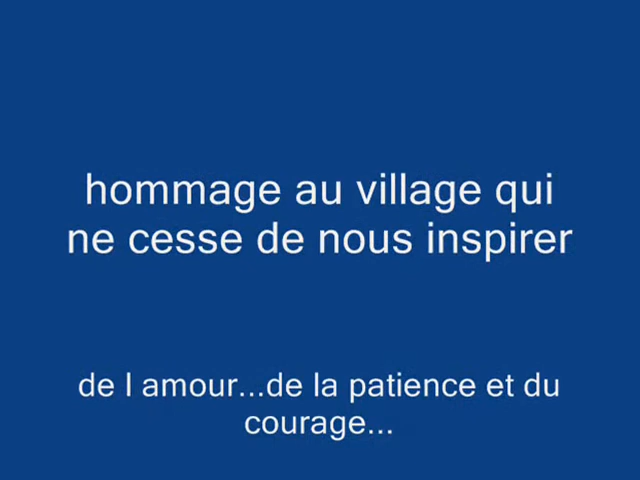 hommage au village qui
ne cesse de nous inspirer
de l amour...de la patience et du
courage...